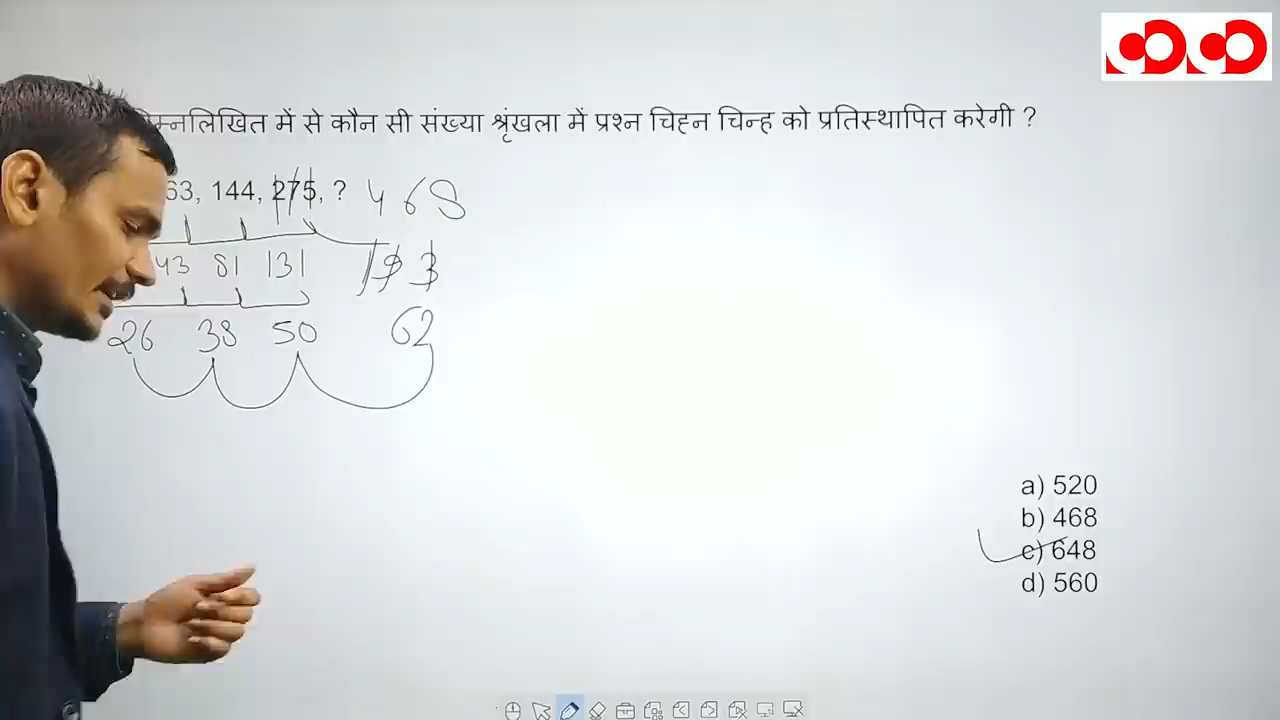 में से कौन सी संख्या श्रृंखला में प्रश्न चिह्न चिन्ह को प्रतिस्थापित करेगी ?
63, 144, 275, ? 468
43 81 131 193
26 38 50 62
a) 520
b) 468
c) 648
d) 560